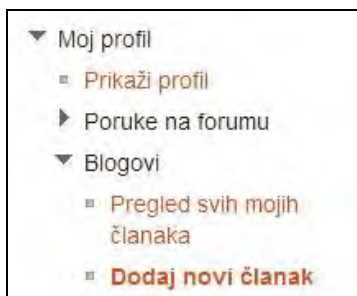 Moj profil
Prikaži profil
Poruke na forumu
Blogovi
Pregled svih mojih
članaka
Dodaj novi članak